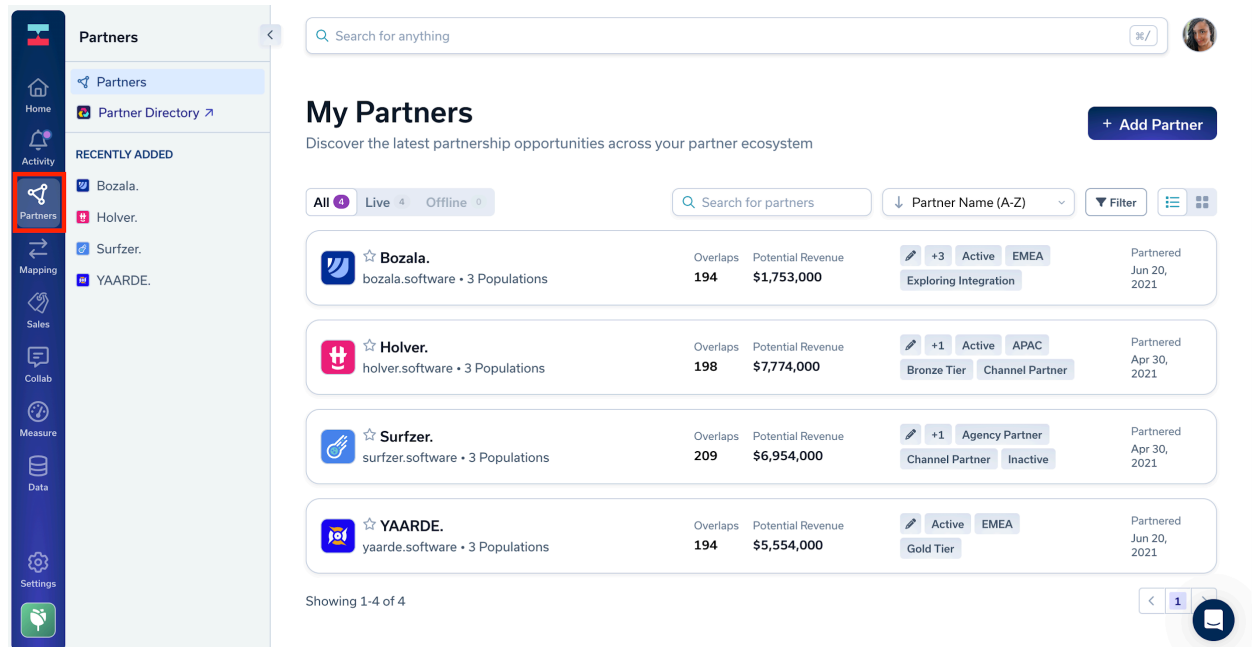 Partners
Search for anything
⌘/
Home
Activity
Partners
Mapping
Sales
Collab
Measure
Data
Settings
Partners
Partner Directory ↗
RECENTLY ADDED
Bozala.
Holver.
Surfzer.
YAARDE.
My Partners
+ Add Partner
Discover the latest partnership opportunities across your partner ecosystem
All 4 Live 4 Offline 0
Search for partners
↓ Partner Name (A-Z)
Filter
Bozala.
bozala.software • 3 Populations
Overlaps
194
Potential Revenue
$1,753,000
+3 Active EMEA
Exploring Integration
Partnered
Jun 20,
2021
Holver.
holver.software • 3 Populations
Overlaps
198
Potential Revenue
$7,774,000
+1 Active APAC
Bronze Tier Channel Partner
Partnered
Apr 30,
2021
Surfzer.
surfzer.software • 3 Populations
Overlaps
209
Potential Revenue
$6,954,000
+1 Agency Partner
Channel Partner Inactive
Partnered
Apr 30,
2021
YAARDE.
yaarde.software • 3 Populations
Overlaps
194
Potential Revenue
$5,554,000
Active EMEA
Gold Tier
Partnered
Jun 20,
2021
Showing 1-4 of 4
1